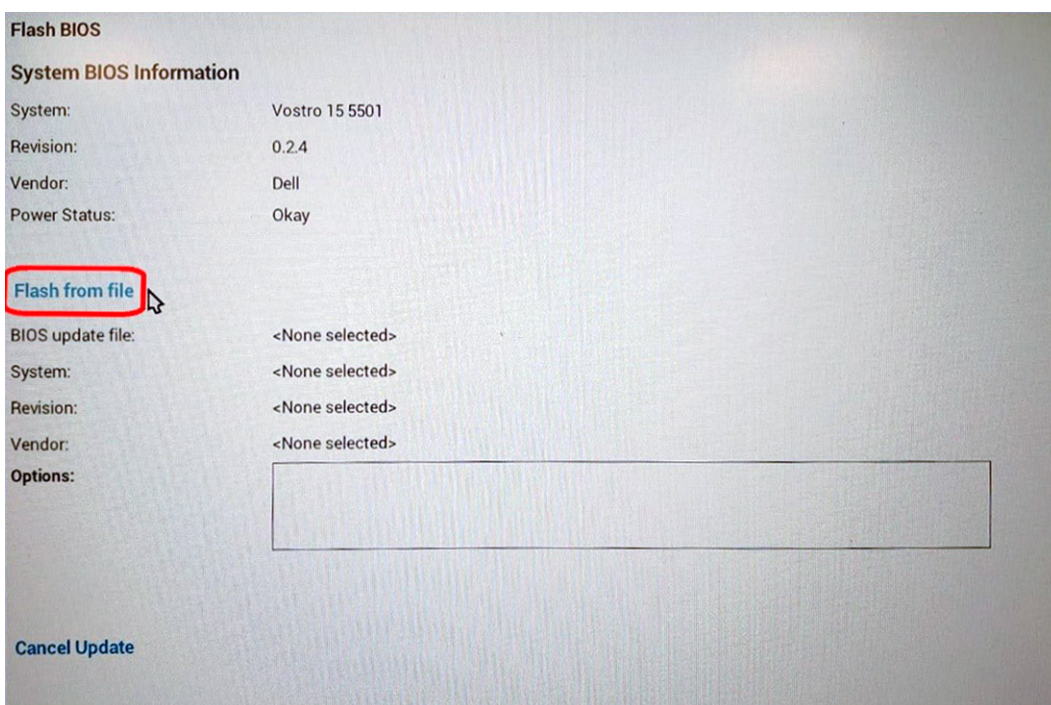 Flash BIOS
System BIOS Information
System: Vostro 15 5501
Revision: 0.2.4
Vendor: Dell
Power Status: Okay
Flash from file
BIOS update file: <None selected>
System: <None selected>
Revision: <None selected>
Vendor: <None selected>
Options:
Cancel Update